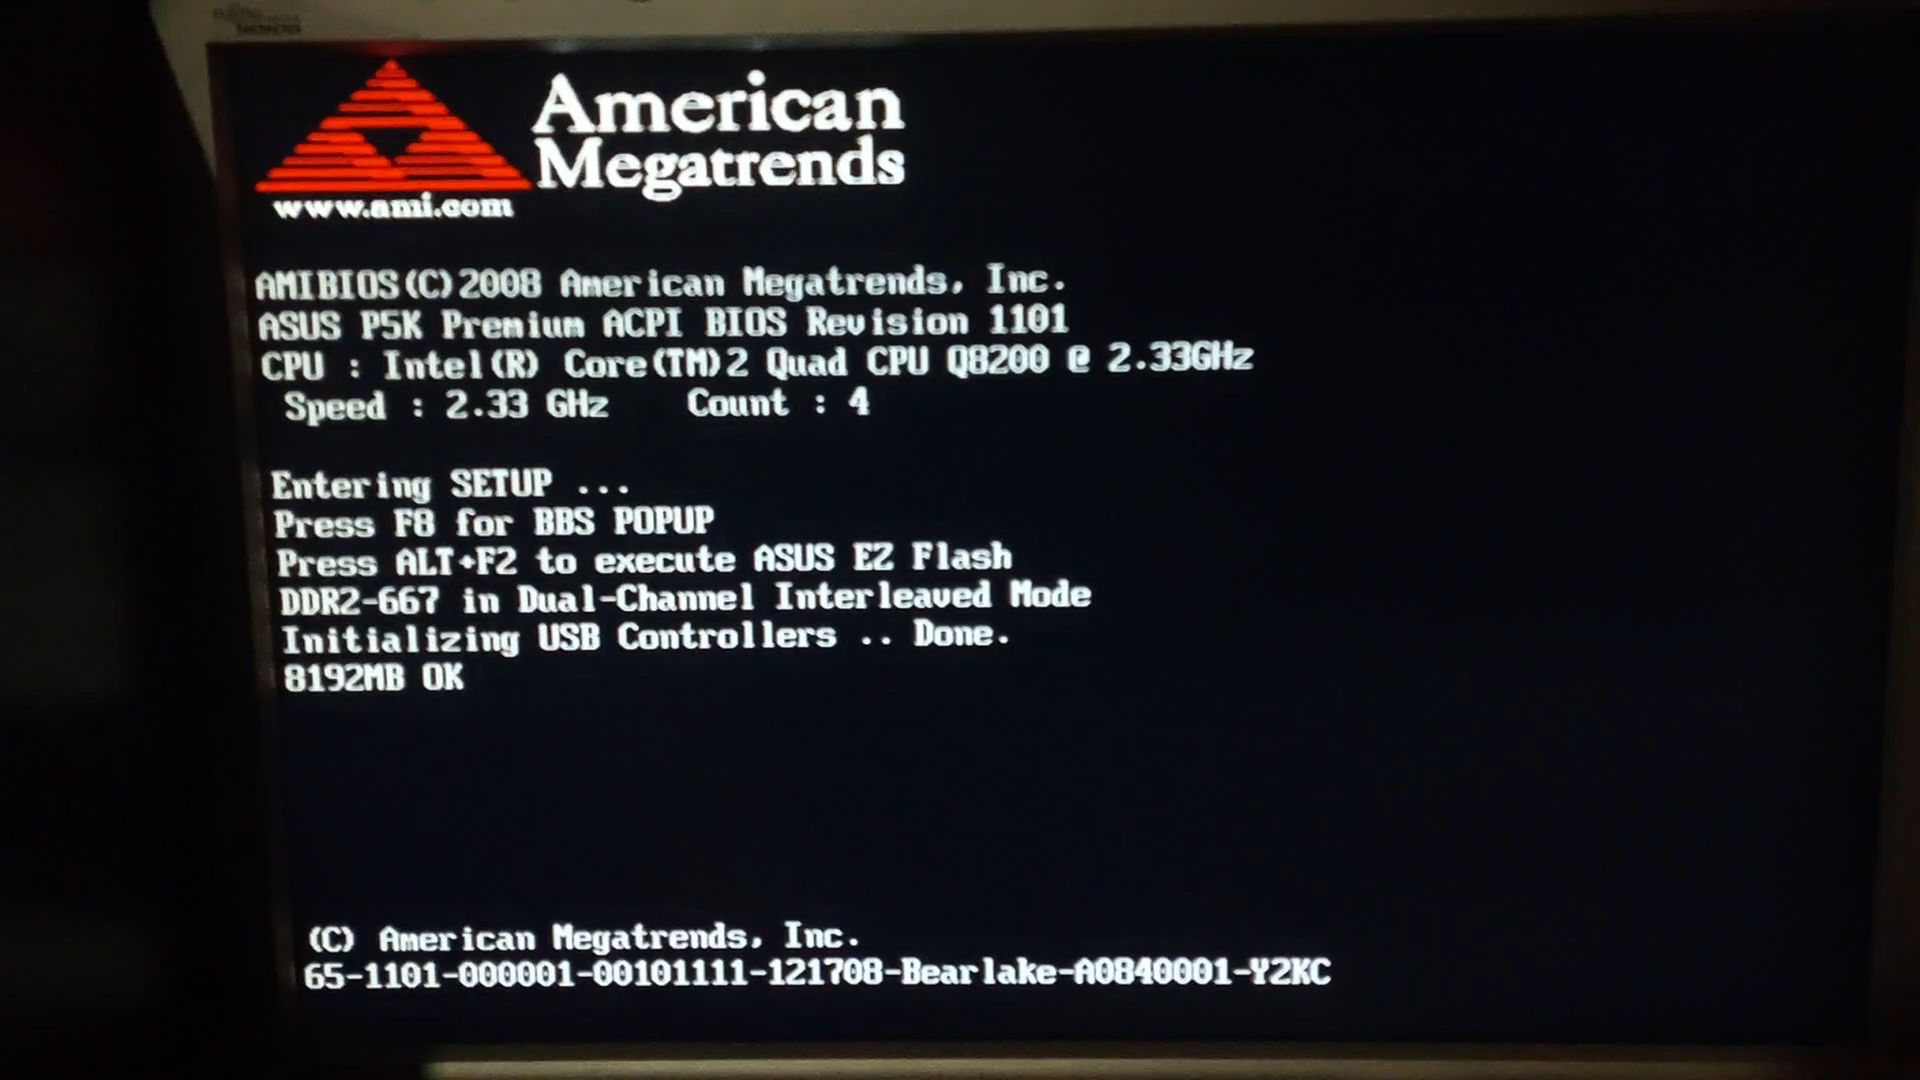 American
Megatrends
www.ami.com
AMIBIOS(C)2008 American Megatrends, Inc.
ASUS P5K Premium ACPI BIOS Revision 1101
CPU : Intel(R) Core(TM)2 Quad CPU Q8200 @ 2.33GHz
Speed : 2.33 GHz    Count : 4
Entering SETUP ...
Press F8 for BBS POPUP
Press ALT+F2 to execute ASUS EZ Flash
DDR2-667 in Dual-Channel Interleaved Mode
Initializing USB Controllers .. Done.
8192MB OK
(C) American Megatrends, Inc.
65-1101-000001-00101111-121708-Bearlake-A0840001-Y2KC